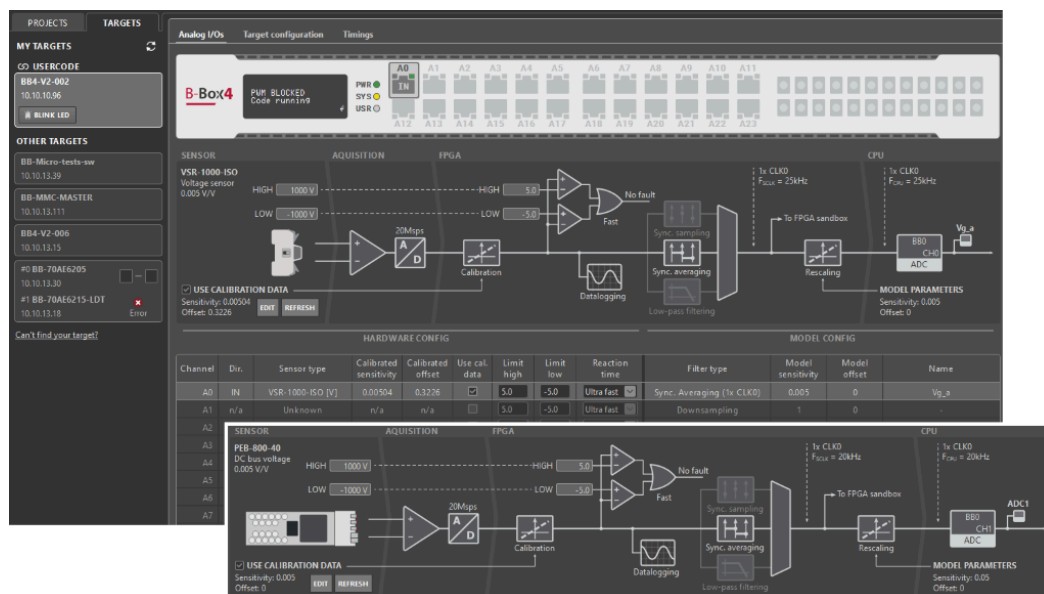 PROJECTS
TARGETS
MY TARGETS
USERCODE
BB4-V2-002
10.10.10.96
BLINK LED
OTHER TARGETS
BB-Micro-tests-sw
10.10.13.39
BB-MMC-MASTER
10.10.13.111
BB4-V2-006
10.10.13.15
#0 BB-70AE6205
10.10.13.30
#1 BB-70AE6215-LDT
10.10.13.18 Error
Can't find your target?
Analog I/Os Target configuration Timings
B-Box4
PWM BLOCKED
Code running
PWR
SYS
USR
A0 A1 A2 A3 A4 A5 A6 A7 A8 A9 A10 A11
IN
A12 A13 A14 A15 A16 A17 A18 A19 A20 A21 A22 A23
SENSOR ACQUISITION FPGA CPU
VSR-1000-ISO
Voltage sensor
0.005 V/V
HIGH 1000 V HIGH 5.0
LOW -1000 V LOW -5.0
No fault
Fast
1x CLK0
FSCLK = 25kHz
1x CLK0
FCPU = 25kHz
To FPGA sandbox
20Msps
A
D
Calibration
Datalogging
Sync. sampling
Sync. averaging
Low-pass filtering
Rescaling
BB0
CH0
ADC
Vg_a
USE CALIBRATION DATA
Sensitivity: 0.00504
Offset: 0.3226
EDIT REFRESH
MODEL PARAMETERS
Sensitivity: 0.005
Offset: 0
HARDWARE CONFIG MODEL CONFIG
Channel Dir. Sensor type Calibrated sensitivity Calibrated offset Use cal. data Limit high Limit low Reaction time Filter type Model sensitivity Model offset Name
A0 IN VSR-1000-ISO [V] 0.00504 0.3226 5.0 -5.0 Ultra fast Sync. Averaging (1x CLK0) 0.005 0 Vg_a
A1 n/a Unknown n/a n/a 5.0 -5.0 Ultra fast Downsampling 1 0 -
A2
A3
A4
A5
A6
A7
SENSOR ACQUISITION FPGA CPU
PEB-800-40
DC bus voltage
0.005 V/V
HIGH 1000 V HIGH 5.0
LOW -1000 V LOW -5.0
No fault
Fast
1x CLK0
FSCLK = 20kHz
1x CLK0
FCPU = 20kHz
To FPGA sandbox
20Msps
A
D
Calibration
Datalogging
Sync. sampling
Sync. averaging
Low-pass filtering
Rescaling
BB0
CH1
ADC
ADC1
USE CALIBRATION DATA
Sensitivity: 0.005
Offset: 0
EDIT REFRESH
MODEL PARAMETERS
Sensitivity: 0.05
Offset: 0